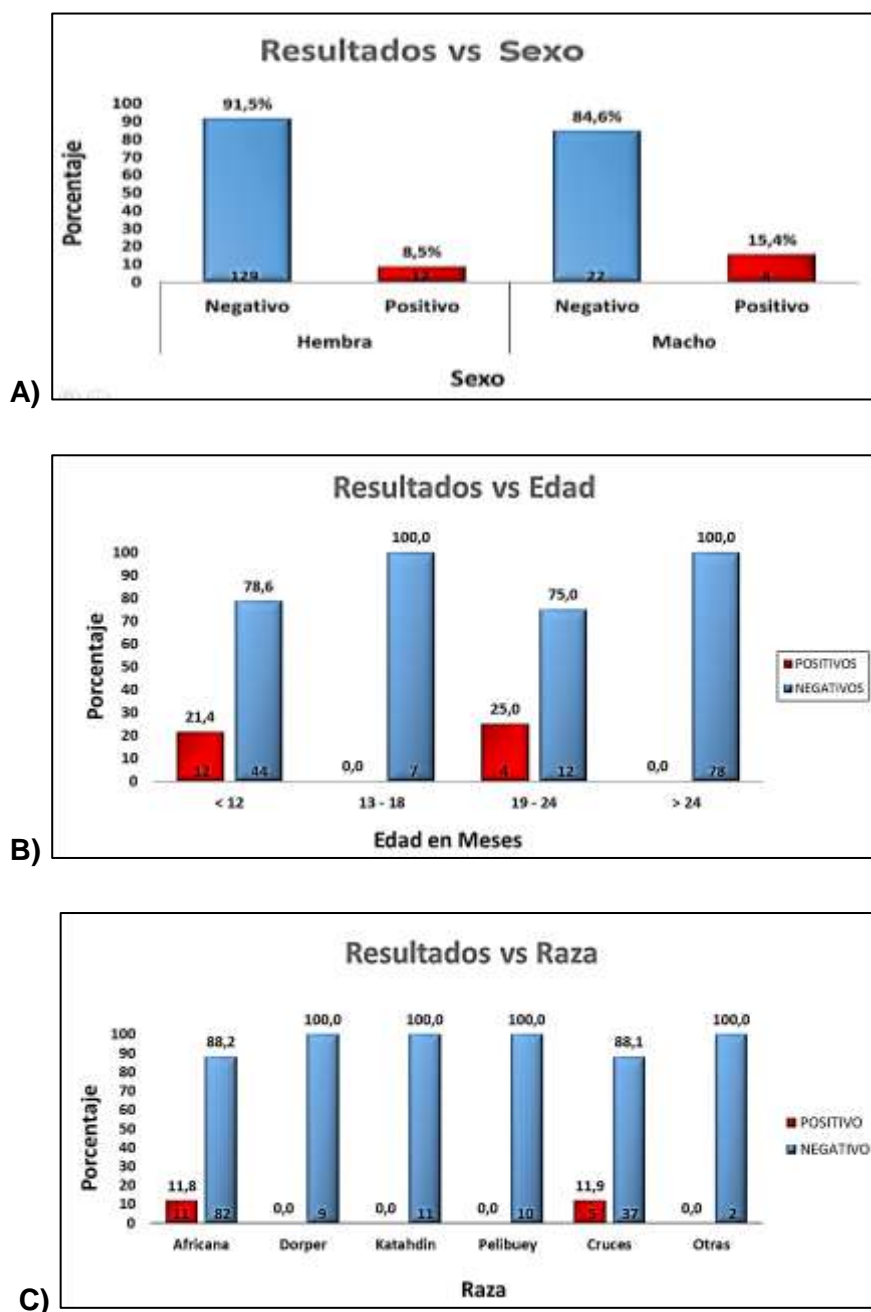 Resultados vs Sexo
Porcentaje
100
90
80
70
60
50
40
30
20
10
0
91,5%
8,5%
84,6%
15,4%
129
12
22
4
Negativo Positivo Negativo Positivo
Hembra Macho
Sexo
A)
Resultados vs Edad
Porcentaje
100
90
80
70
60
50
40
30
20
10
0
21,4 78,6 0,0 100,0 25,0 75,0 0,0 100,0
12 44 7 4 12 78
< 12 13 - 18 19 - 24 > 24
Edad en Meses
POSITIVOS
NEGATIVOS
B)
Resultados vs Raza
Porcentaje
100
90
80
70
60
50
40
30
20
10
0
11,8 88,2 0,0 100,0 0,0 100,0 0,0 100,0 11,9 88,1 0,0 100,0
11 82 9 11 10 5 37 2
Africana Dorper Katahdin Pelibuey Cruces Otras
Raza
POSITIVO
NEGATIVO
C)